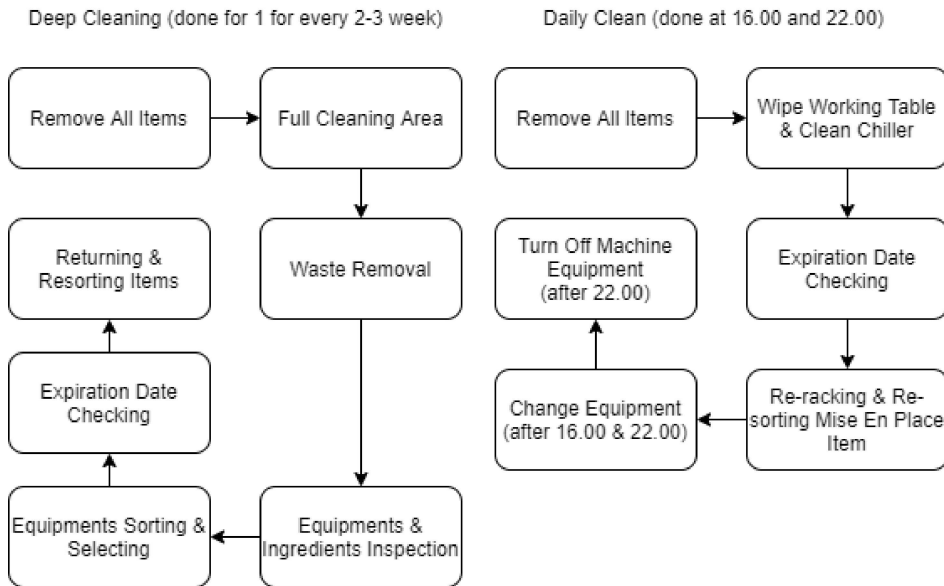 Deep Cleaning (done for 1 for every 2-3 week)
Remove All Items
Full Cleaning Area
Waste Removal
Equipments &
Ingredients Inspection
Equipments Sorting &
Selecting
Expiration Date
Checking
Returning &
Resorting Items
Daily Clean (done at 16.00 and 22.00)
Remove All Items
Wipe Working Table
& Clean Chiller
Expiration Date
Checking
Re-racking & Re-
sorting Mise En Place
Item
Change Equipment
(after 16.00 & 22.00)
Turn Off Machine
Equipment
(after 22.00)